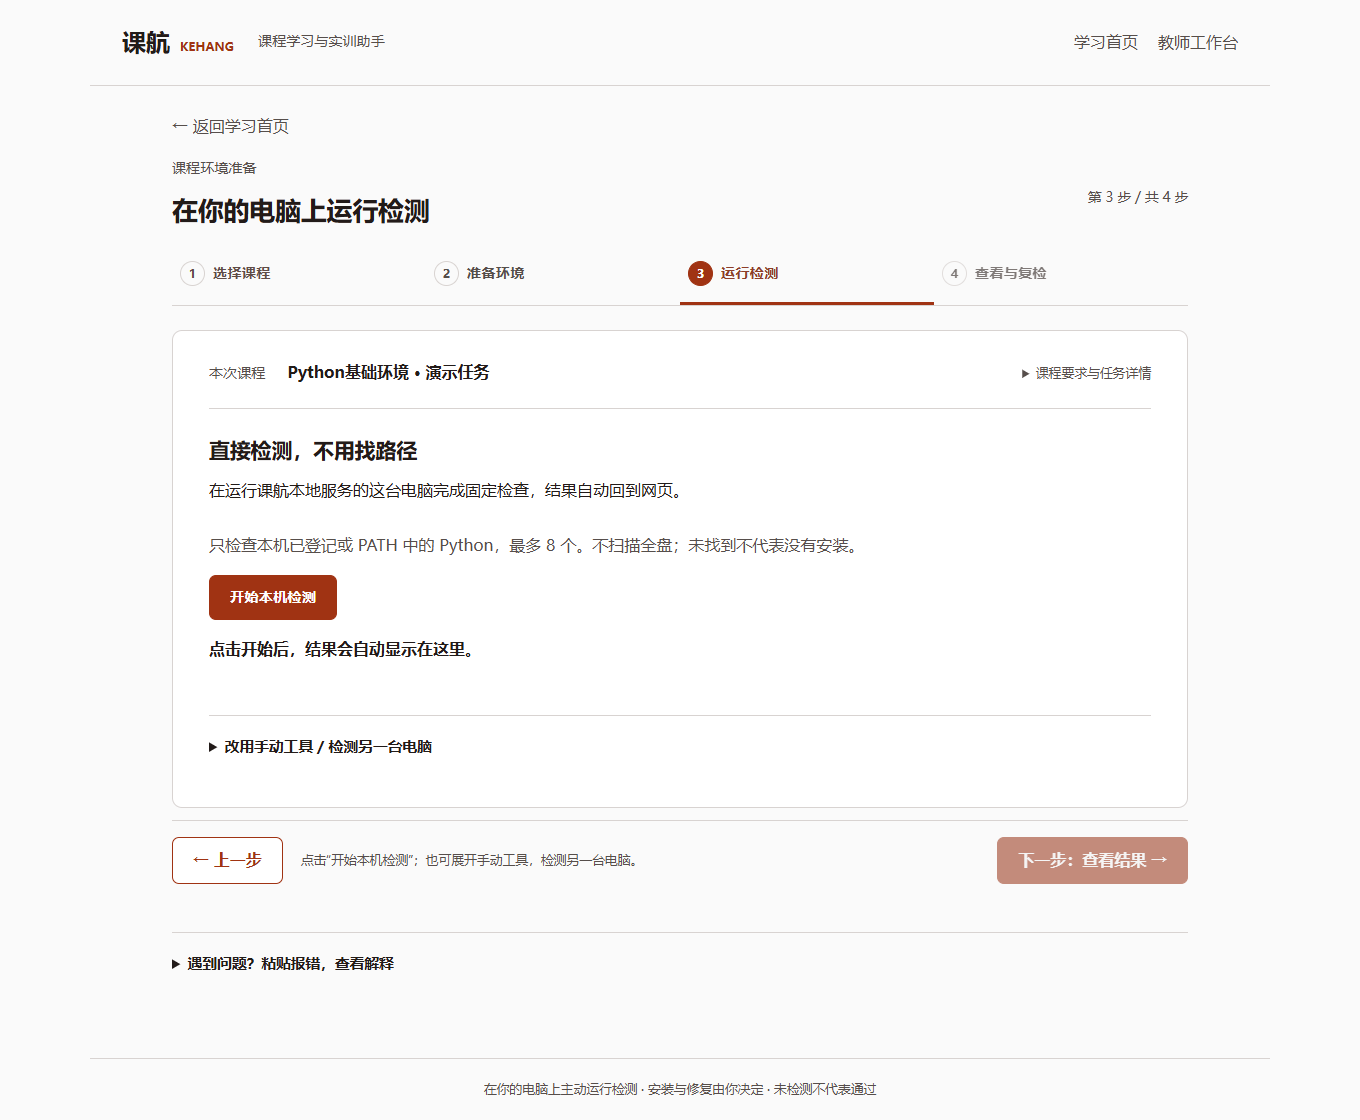 课航 KEHANG 课程学习与实训助手 学习首页 教师工作台
← 返回学习首页
课程环境准备
在你的电脑上运行检测
第 3 步 / 共 4 步
1 选择课程 2 准备环境 3 运行检测 4 查看与复检
本次课程 Python基础环境 • 演示任务 ▶ 课程要求与任务详情
直接检测，不用找路径
在运行课航本地服务的这台电脑完成固定检查，结果自动回到网页。
只检查本机已登记或 PATH 中的 Python，最多 8 个。不扫描全盘；未找到不代表没有安装。
开始本机检测
点击开始后，结果会自动显示在这里。
▶ 改用手动工具 / 检测另一台电脑
← 上一步 点击“开始本机检测”；也可展开手动工具，检测另一台电脑。 下一步：查看结果 →
▶ 遇到问题？粘贴报错，查看解释
在你的电脑上主动运行检测 · 安装与修复由你决定 · 未检测不代表通过